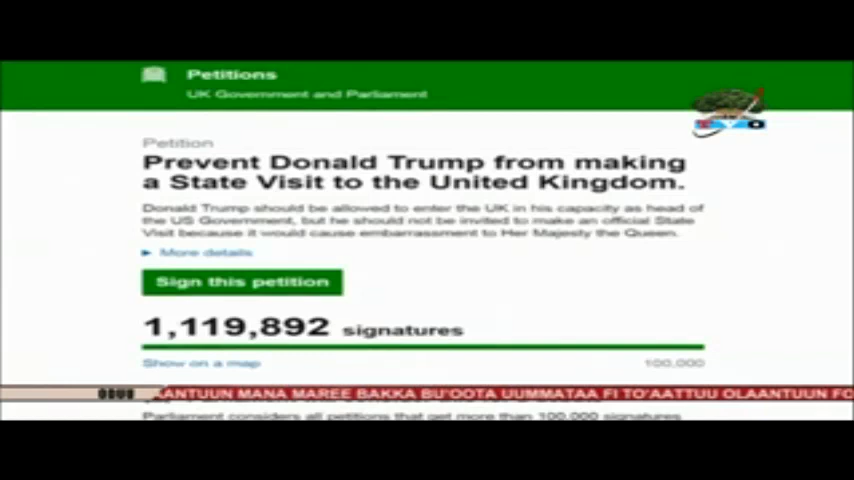 Petitions
UK Government and Parliament
TVO
Petition
Prevent Donald Trump from making
a State Visit to the United Kingdom.
Donald Trump should be allowed to enter the UK in his capacity as head of
the US Government, but he should not be invited to make an official State
Visit because it would cause embarrassment to Her Majesty the Queen.
► More details
Sign this petition
1,119,892 signatures
Show on a map
100,000
ODUU
AANTUUN MANA MAREE BAKKA BU'OOTA UUMMATAA FI TO'AATTUU OLAANTUUN FO
Parliament considers all petitions that get more than 100,000 signatures